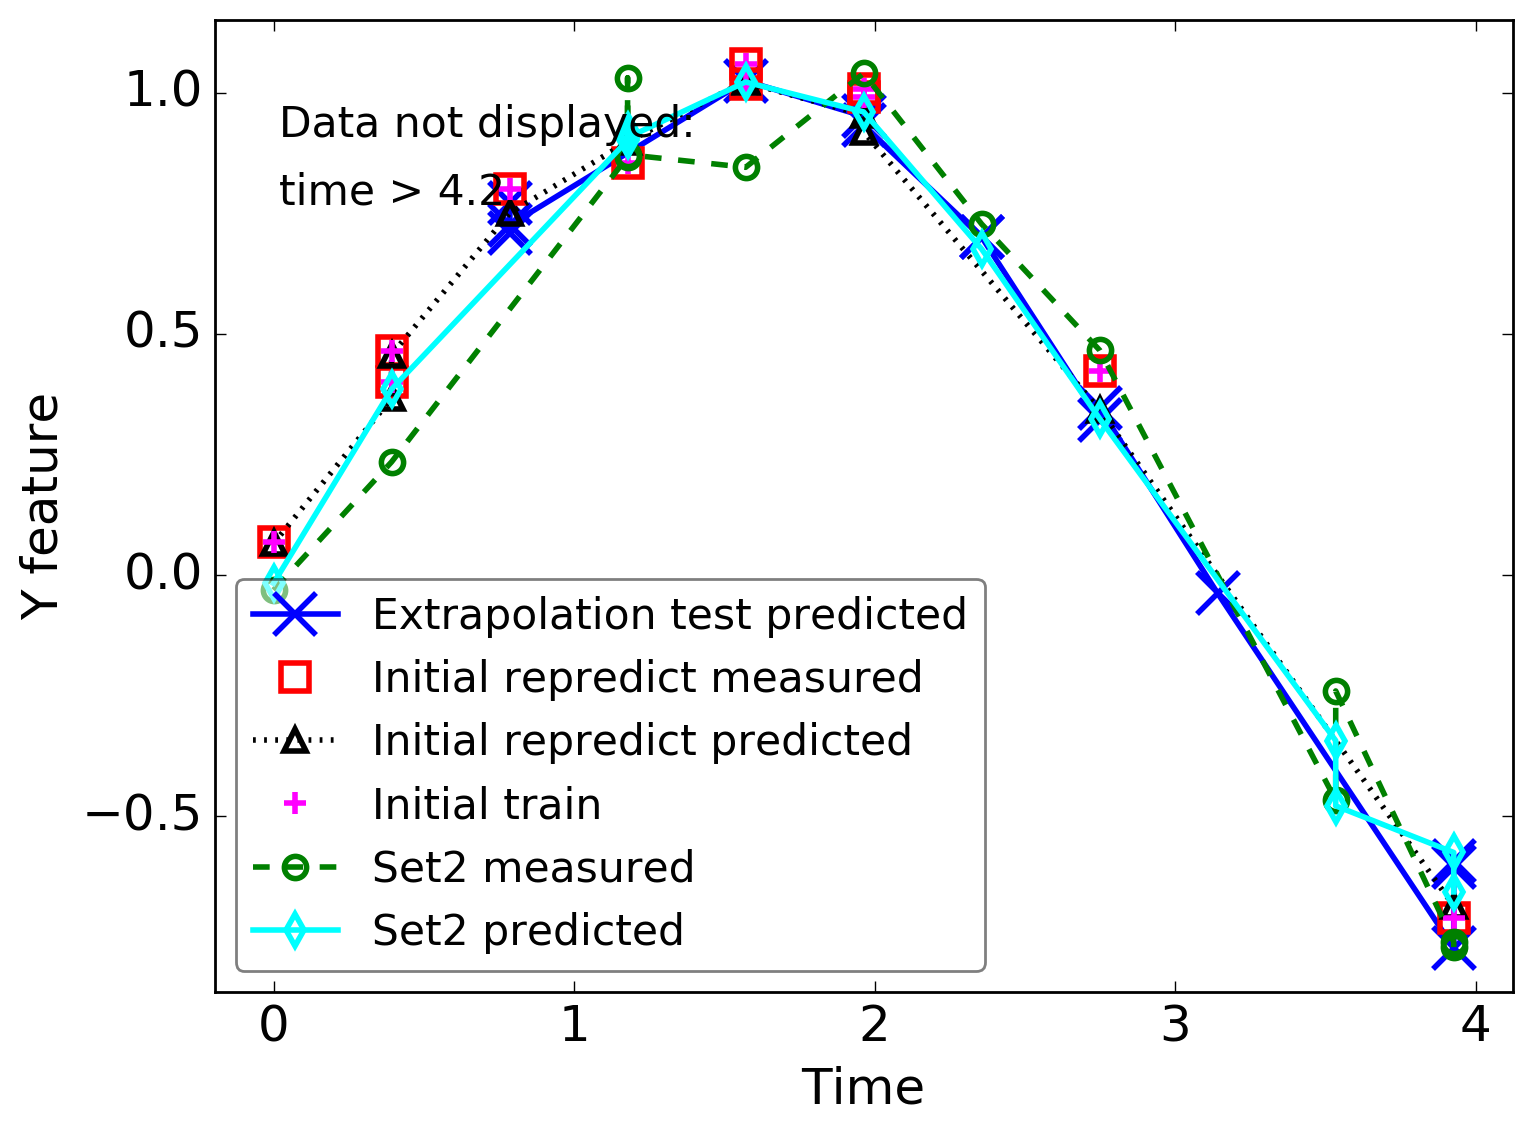 1.0
Data not displayed:
time > 4.2
0.5
Y feature
0.0
Extrapolation test predicted
Initial repredict measured
Initial repredict predicted
Initial train
−0.5
Set2 measured
Set2 predicted
0 1 2 3 4
Time